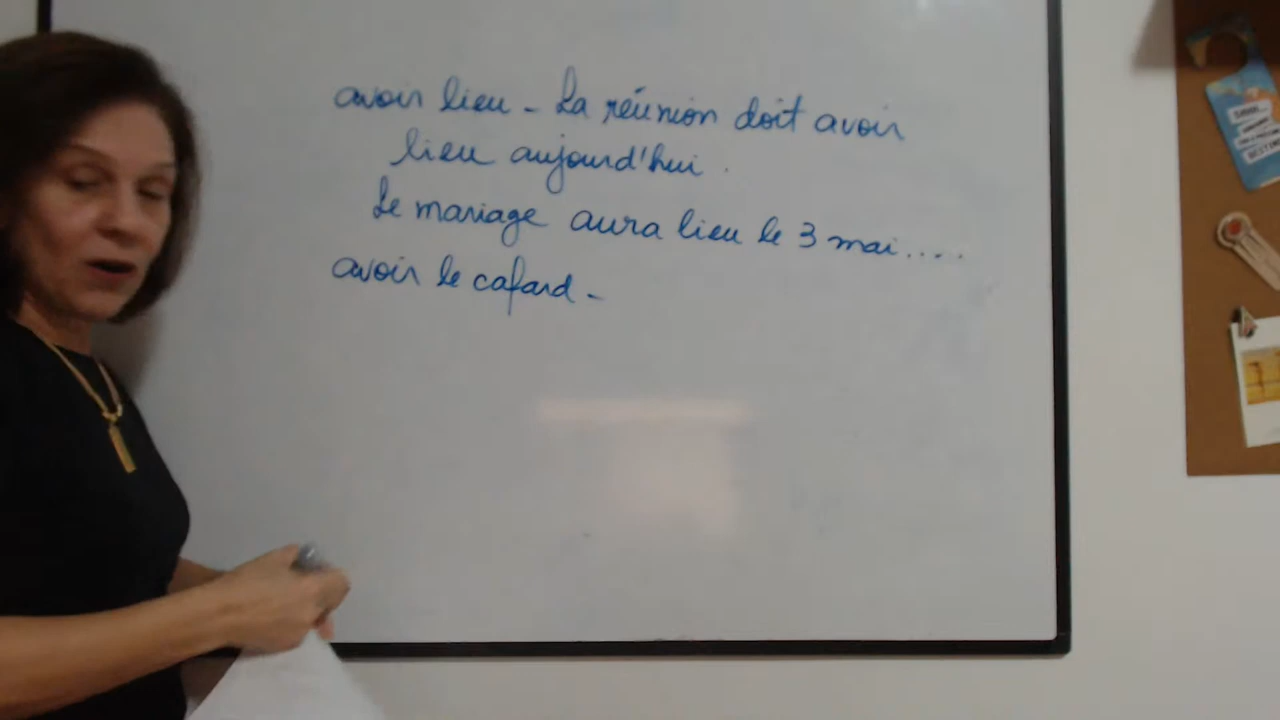 avoir lieu - La réunion doit avoir
lieu aujourd'hui.
Le mariage aura lieu le 3 mai....
avoir le cafard -